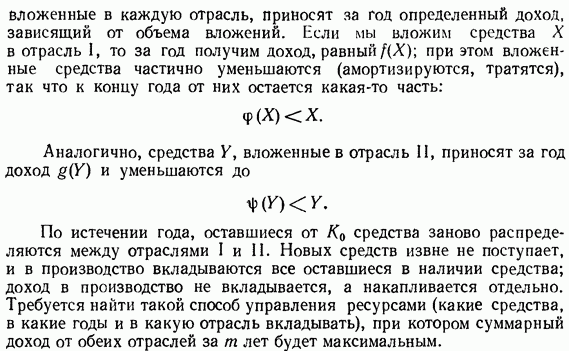 вложенные в каждую отрасль, приносят за год определенный доход,
зависящий от объема вложений. Если мы вложим средства X
в отрасль I, то за год получим доход, равный f(X); при этом вложен-
ные средства частично уменьшаются (амортизируются, тратятся),
так что к концу года от них остается какая-то часть:
φ(X) < X.
Аналогично, средства Y, вложенные в отрасль II, приносят за год
доход g(Y) и уменьшаются до
ψ(Y) < Y.
По истечении года, оставшиеся от K₀ средства заново распреде-
ляются между отраслями I и II. Новых средств извне не поступает,
и в производство вкладываются все оставшиеся в наличии средства;
доход в производство не вкладывается, а накапливается отдельно.
Требуется найти такой способ управления ресурсами (какие средства,
в какие годы и в какую отрасль вкладывать), при котором суммарный
доход от обеих отраслей за m лет будет максимальным.